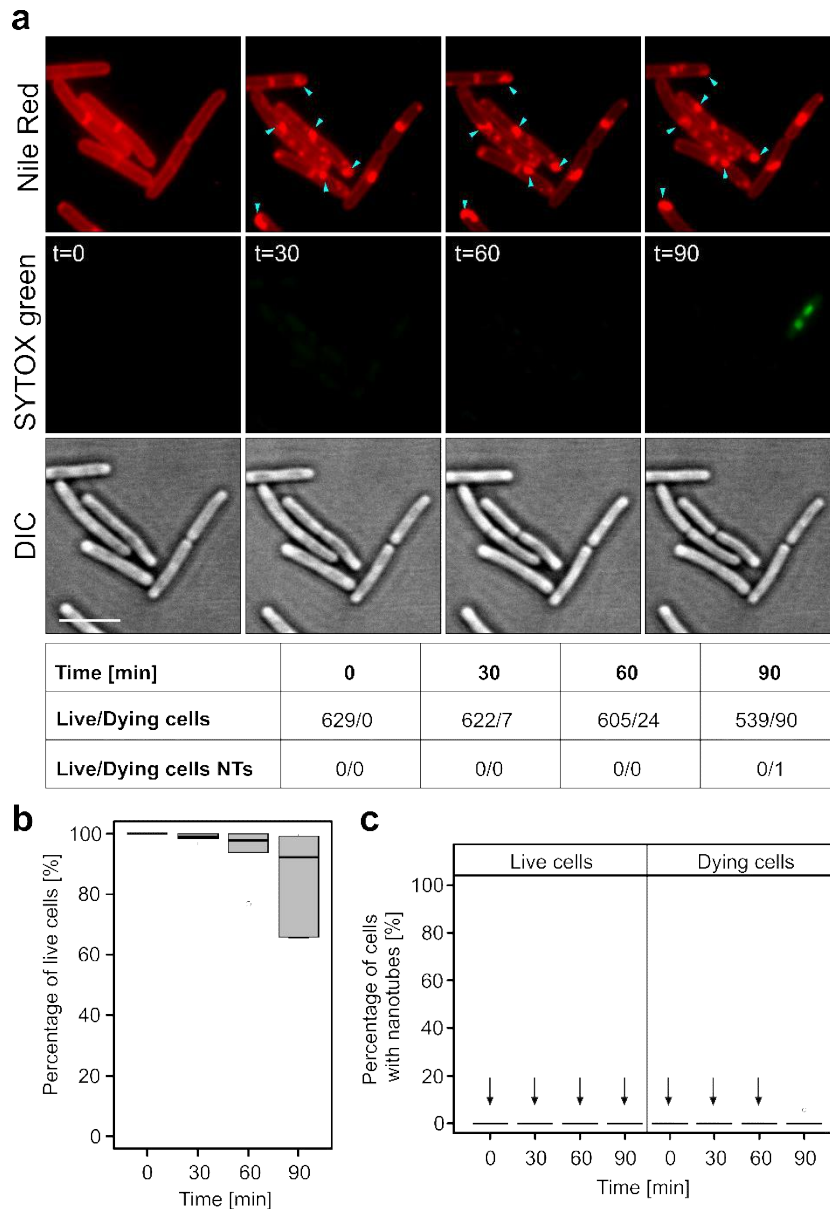 a
Nile Red
SYTOX green
t=0
t=30
t=60
t=90
DIC
Time [min] 0 30 60 90
Live/Dying cells 629/0 622/7 605/24 539/90
Live/Dying cells NTs 0/0 0/0 0/0 0/1
b
Percentage of live cells [%]
100
80
60
40
20
0
0 30 60 90
Time [min]
c
Live cells Dying cells
Percentage of cells
with nanotubes [%]
100
80
60
40
20
0
0 30 60 90 0 30 60 90
Time [min]